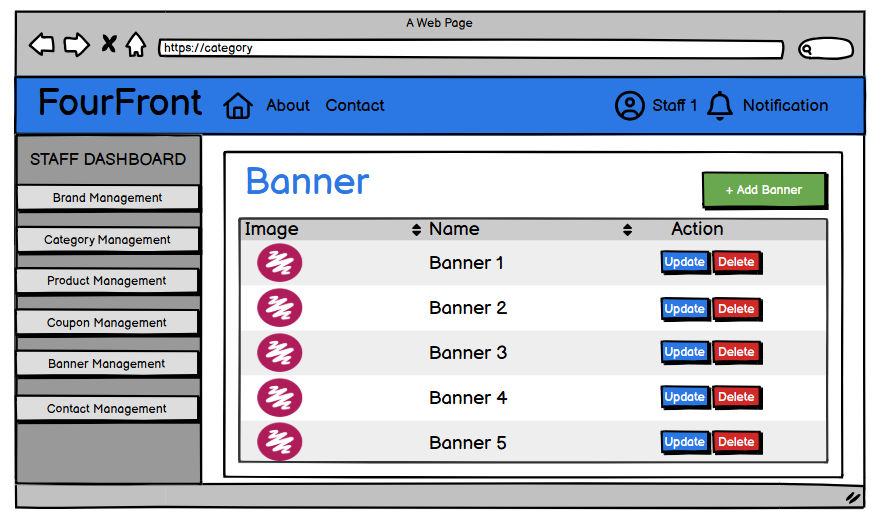 A Web Page
https://category
FourFront About Contact Staff 1 Notification
STAFF DASHBOARD
Brand Management
Category Management
Product Management
Coupon Management
Banner Management
Contact Management
Banner
+ Add Banner
Image Name Action
Banner 1 Update Delete
Banner 2 Update Delete
Banner 3 Update Delete
Banner 4 Update Delete
Banner 5 Update Delete